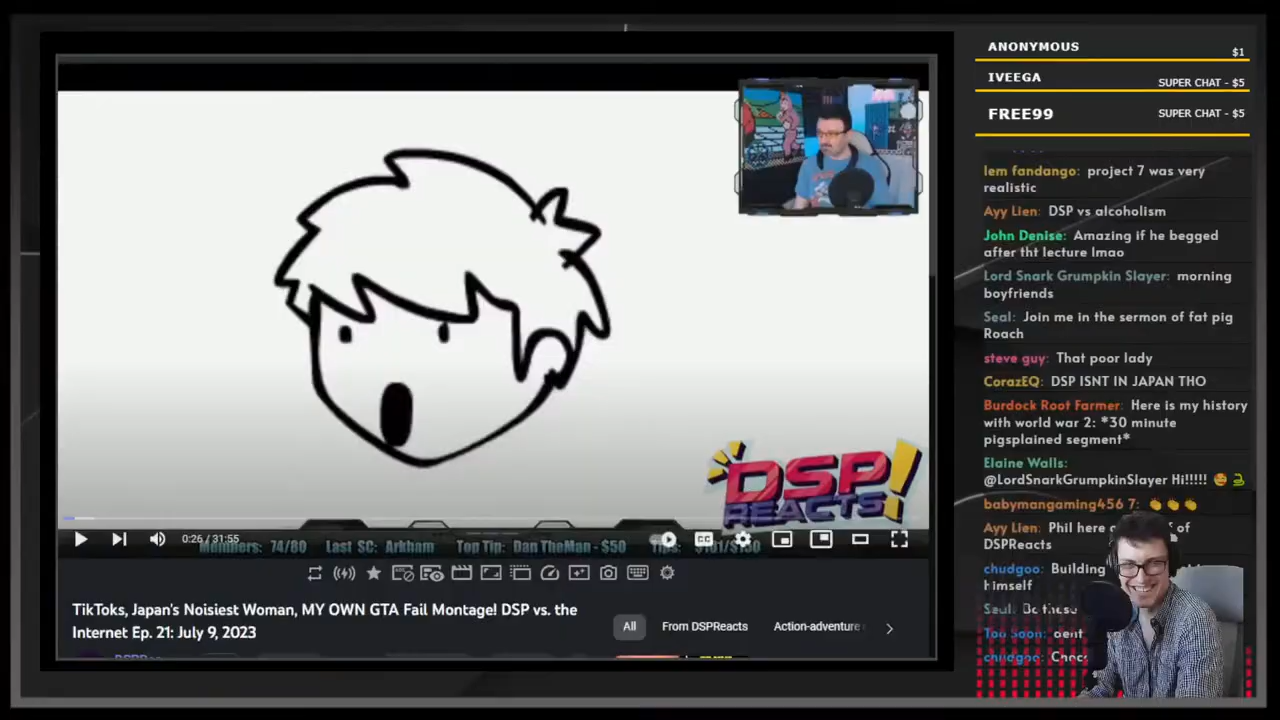 ANONYMOUS
$1
IVEEGA
SUPER CHAT - $5
FREE99
SUPER CHAT - $5
lem fandango: project 7 was very
realistic
Ayy Lien: DSP vs alcoholism
John Denise: Amazing if he begged
after tht lecture lmao
Lord Snark Grumpkin Slayer: morning
boyfriends
Seal: Join me in the sermon of fat pig
Roach
steve guy: That poor lady
CorazEQ: DSP ISNT IN JAPAN THO
Burdock Root Farmer: Here is my history
with world war 2: *30 minute
pigsplained segment*
Elaine Walls:
@LordSnarkGrumpkinSlayer Hi!!!!!
babymangaming456 7:
Ayy Lien: Phil here of
DSPReacts
chudgoo: Building
himself
Seal:
Too Soon:
chudgoo:
DSP!
REACTS
0:26 / 31:55
CC
Members: 74/80 Last SC: Arkham Top Tip: Dan TheMan - $50
TikToks, Japan's Noisiest Woman, MY OWN GTA Fail Montage! DSP vs. the
Internet Ep. 21: July 9, 2023
All
From DSPReacts
Action-adventure